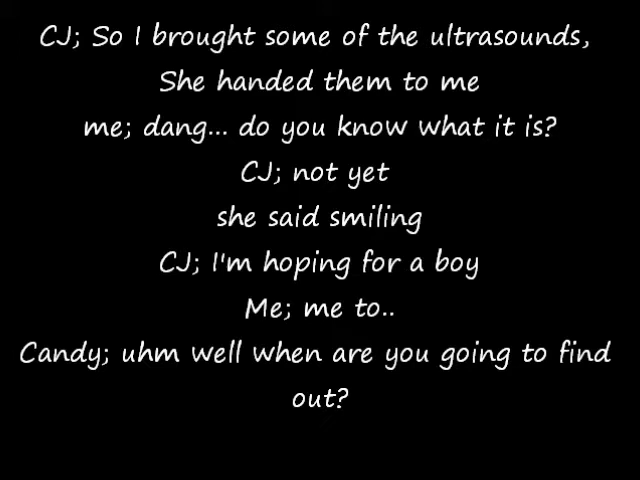 CJ; So I brought some of the ultrasounds,
She handed them to me
me; dang... do you know what it is?
CJ; not yet
she said smiling
CJ; I'm hoping for a boy
Me; me to..
Candy; uhm well when are you going to find
out?